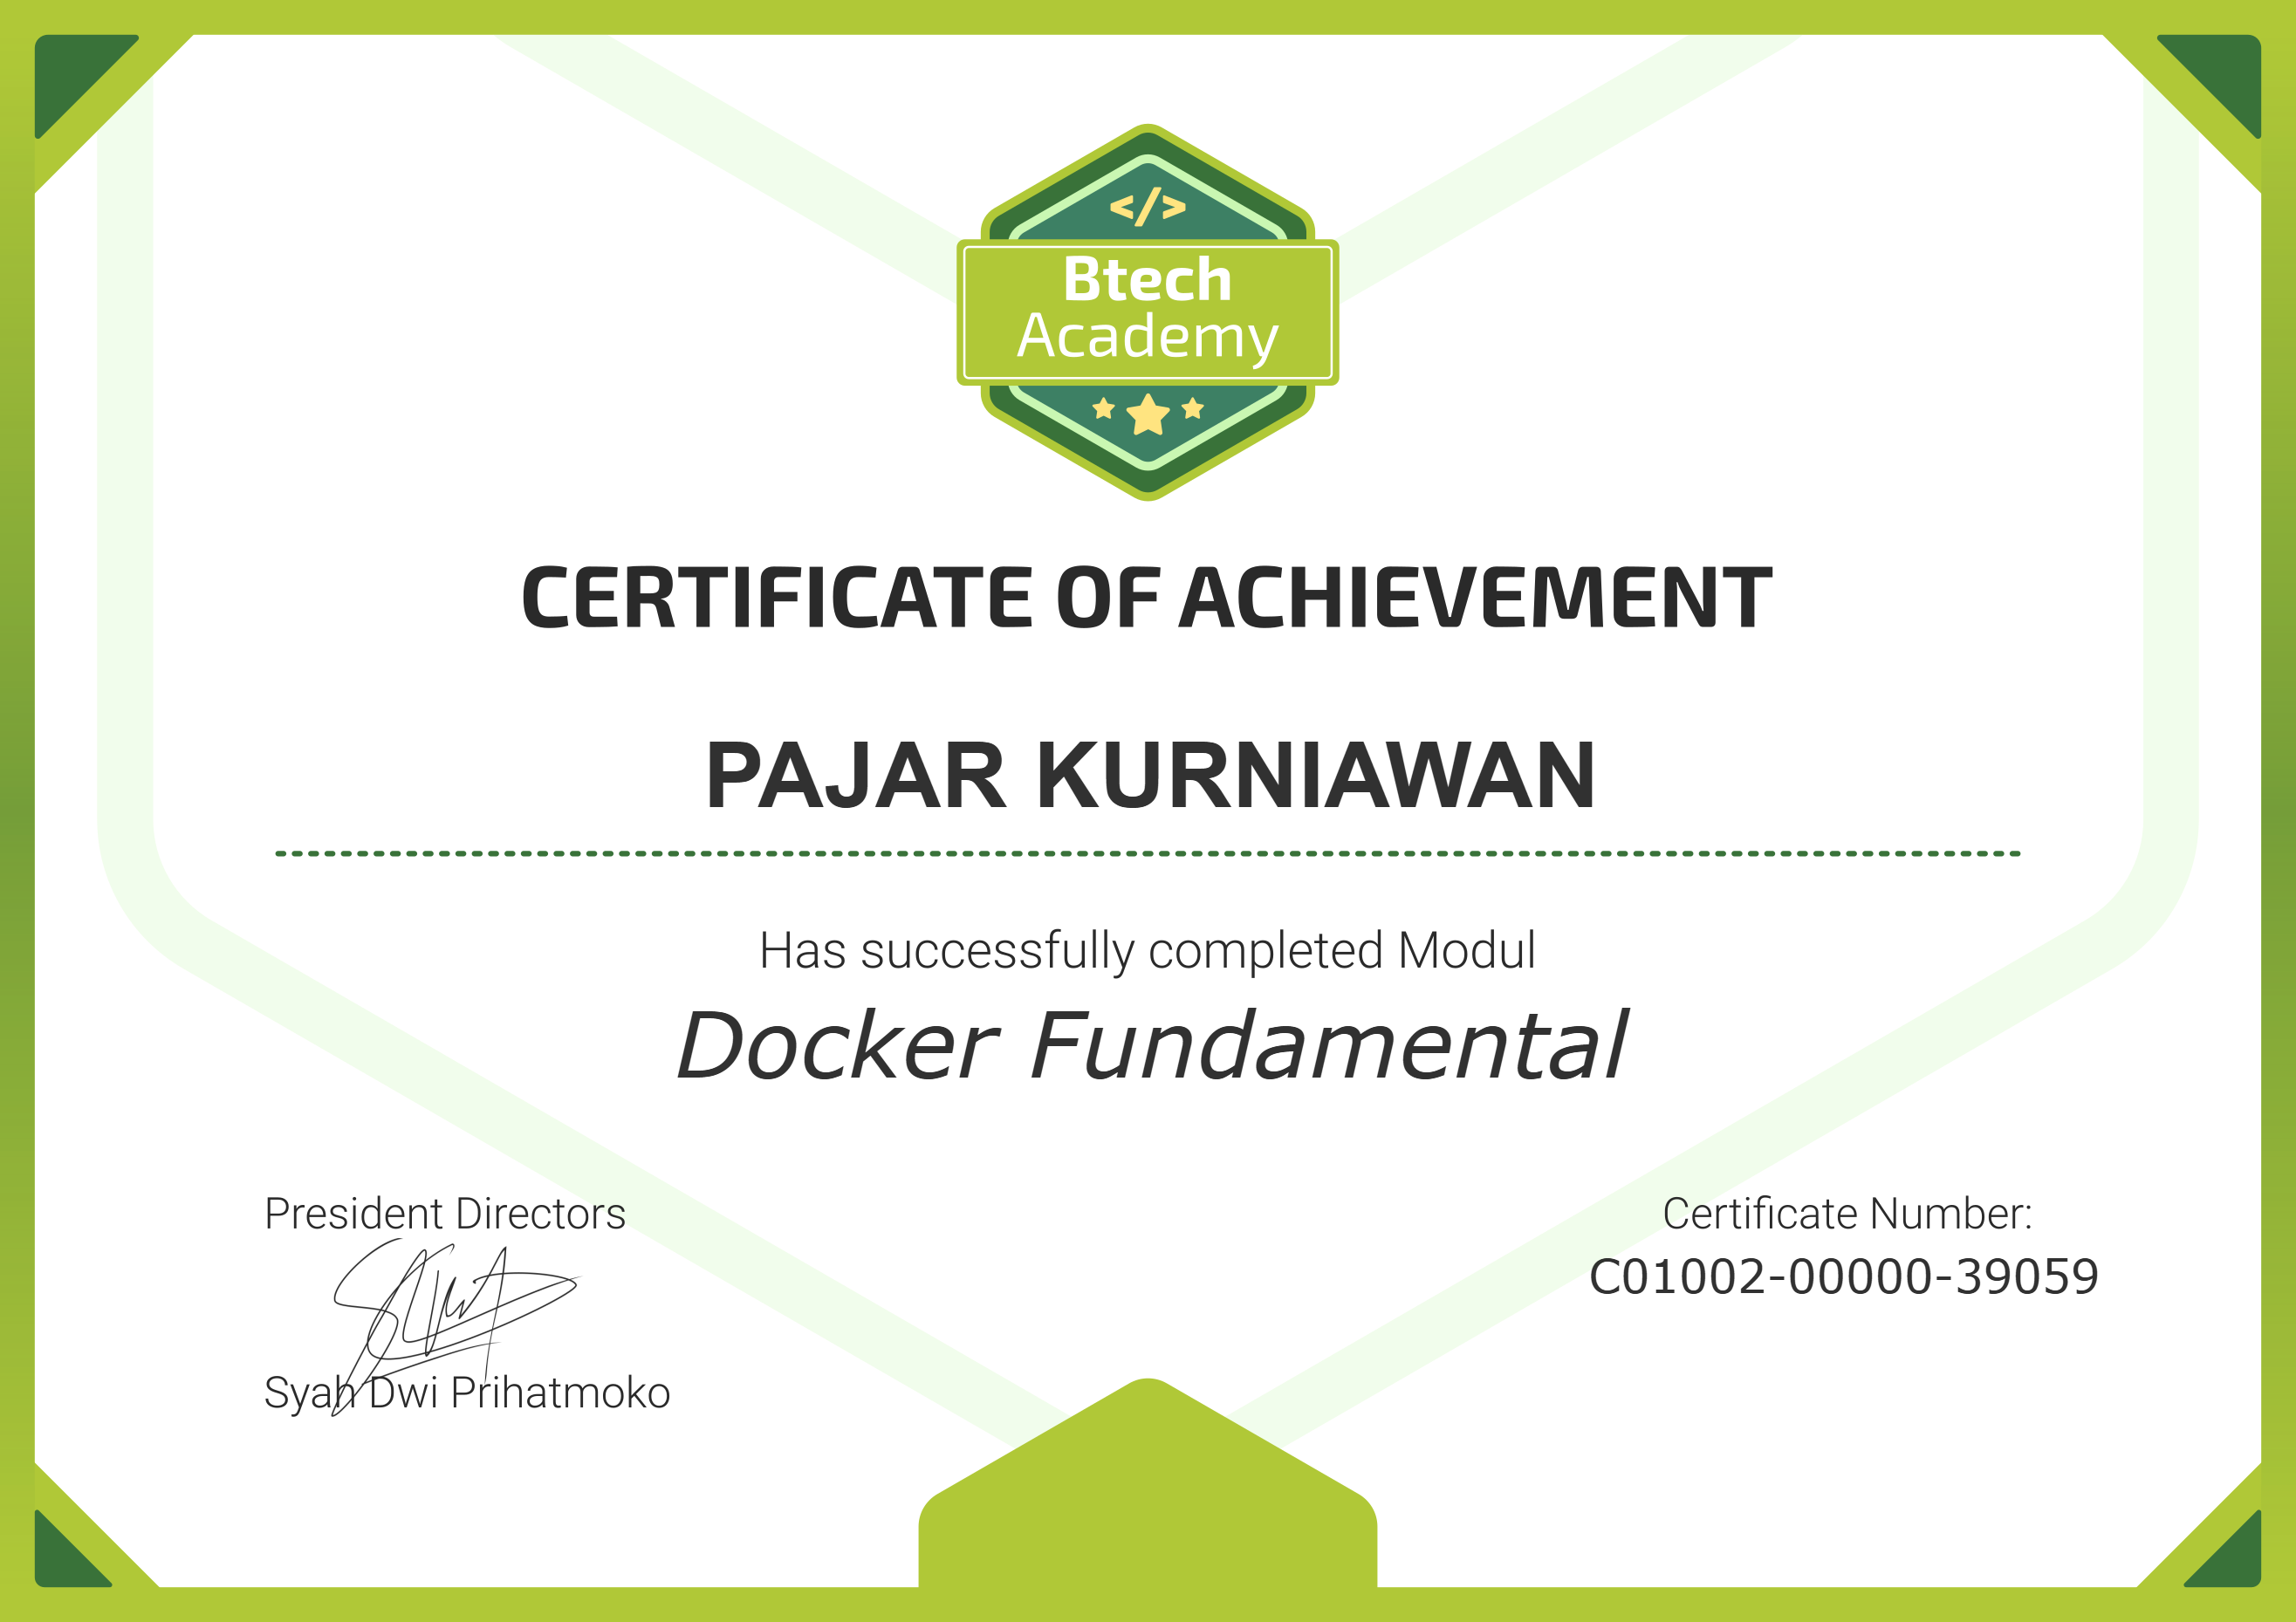 </>
Btech
Academy
CERTIFICATE OF ACHIEVEMENT
PAJAR KURNIAWAN
Has successfully completed Modul
Docker Fundamental
President Directors
Syah Dwi Prihatmoko
Certificate Number:
C01002-00000-39059